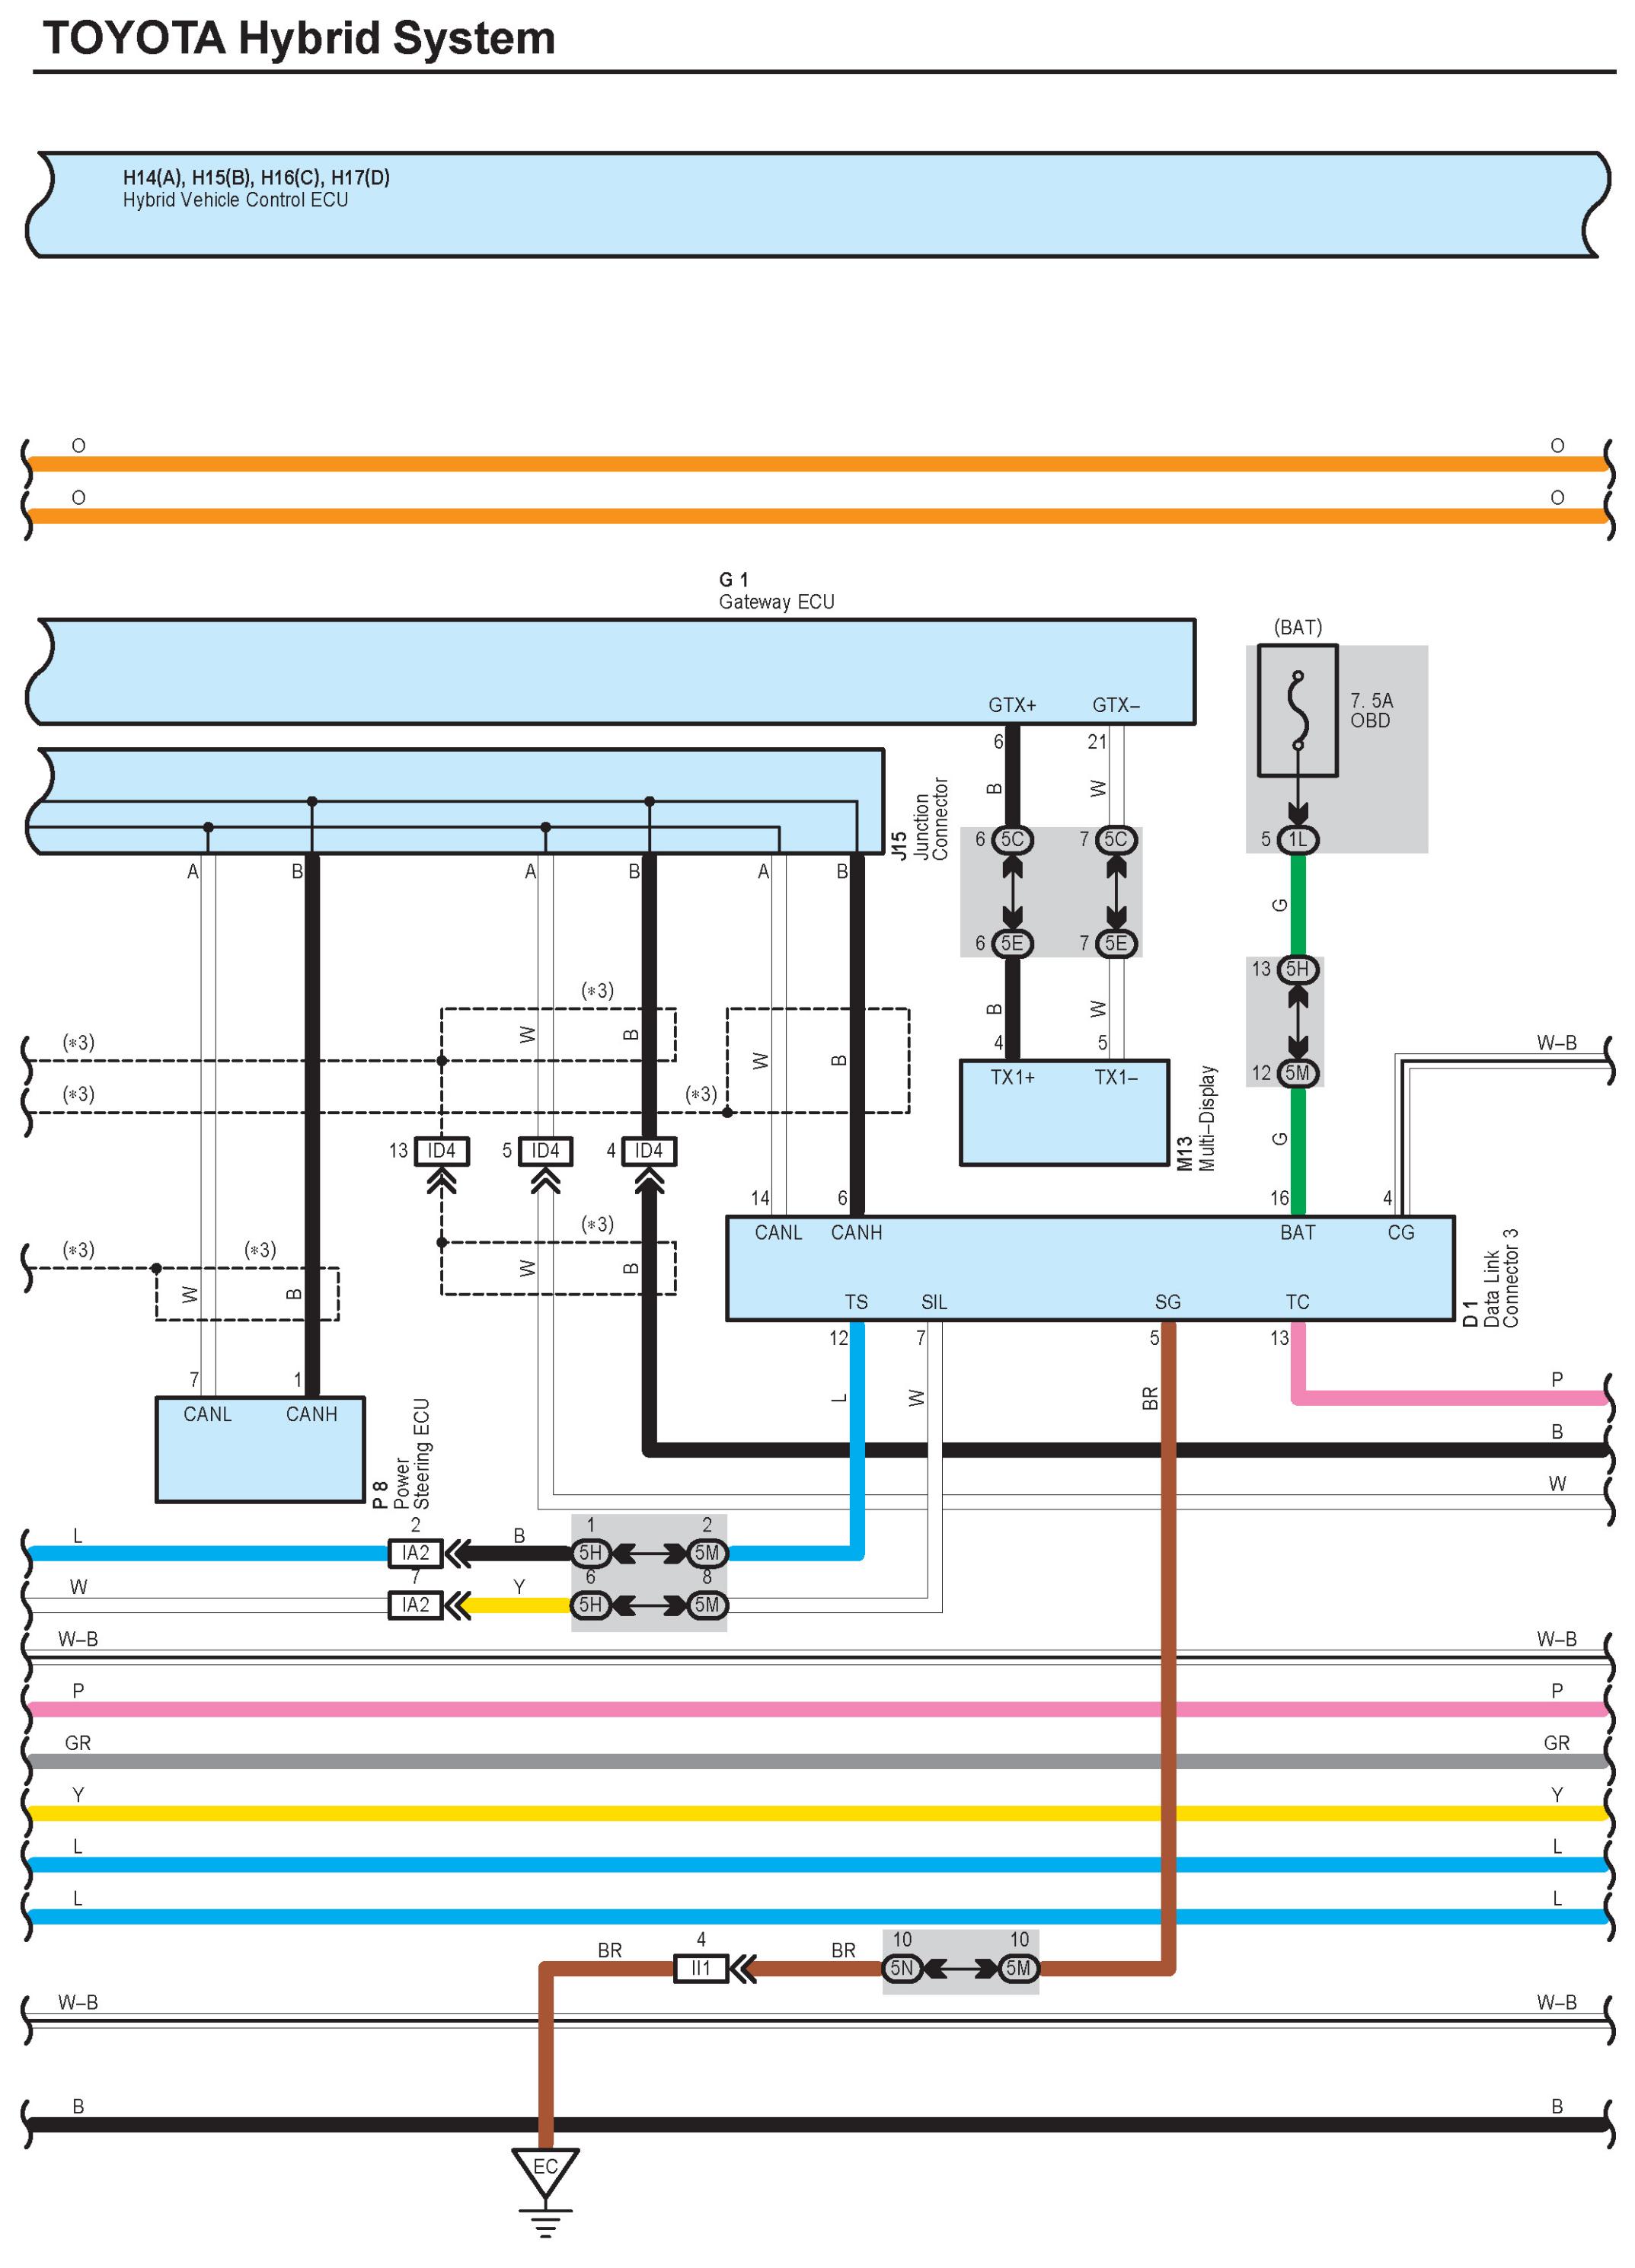 TOYOTA Hybrid System
H14(A), H15(B), H16(C), H17(D)
Hybrid Vehicle Control ECU
O
O
O
O
G 1
Gateway ECU
(BAT)
GTX+
GTX–
7. 5A
OBD
6
21
B
W
J15
Junction
Connector
6
5C
7
5C
5
1L
A
B
A
B
A
B
G
6
5E
7
5E
13
5H
(*3)
B
W
W
B
W
B
(*3)
4
5
W–B
TX1+
TX1–
12
5M
M13
Multi–Display
(*3)
(*3)
13
ID4
5
ID4
4
ID4
G
14
6
16
4
CANL
CANH
BAT
CG
(*3)
(*3)
(*3)
W
B
W
B
TS
SIL
SG
TC
D 1
Data Link
Connector 3
12
7
5
13
7
1
L
W
BR
P
CANL
CANH
B
P 8
Power
Steering ECU
W
L
2
IA2
B
1
5H
2
5M
W
7
IA2
Y
6
5H
8
5M
W–B
W–B
P
P
GR
GR
Y
Y
L
L
L
L
BR
4
II1
BR
10
5N
10
5M
W–B
W–B
B
B
EC